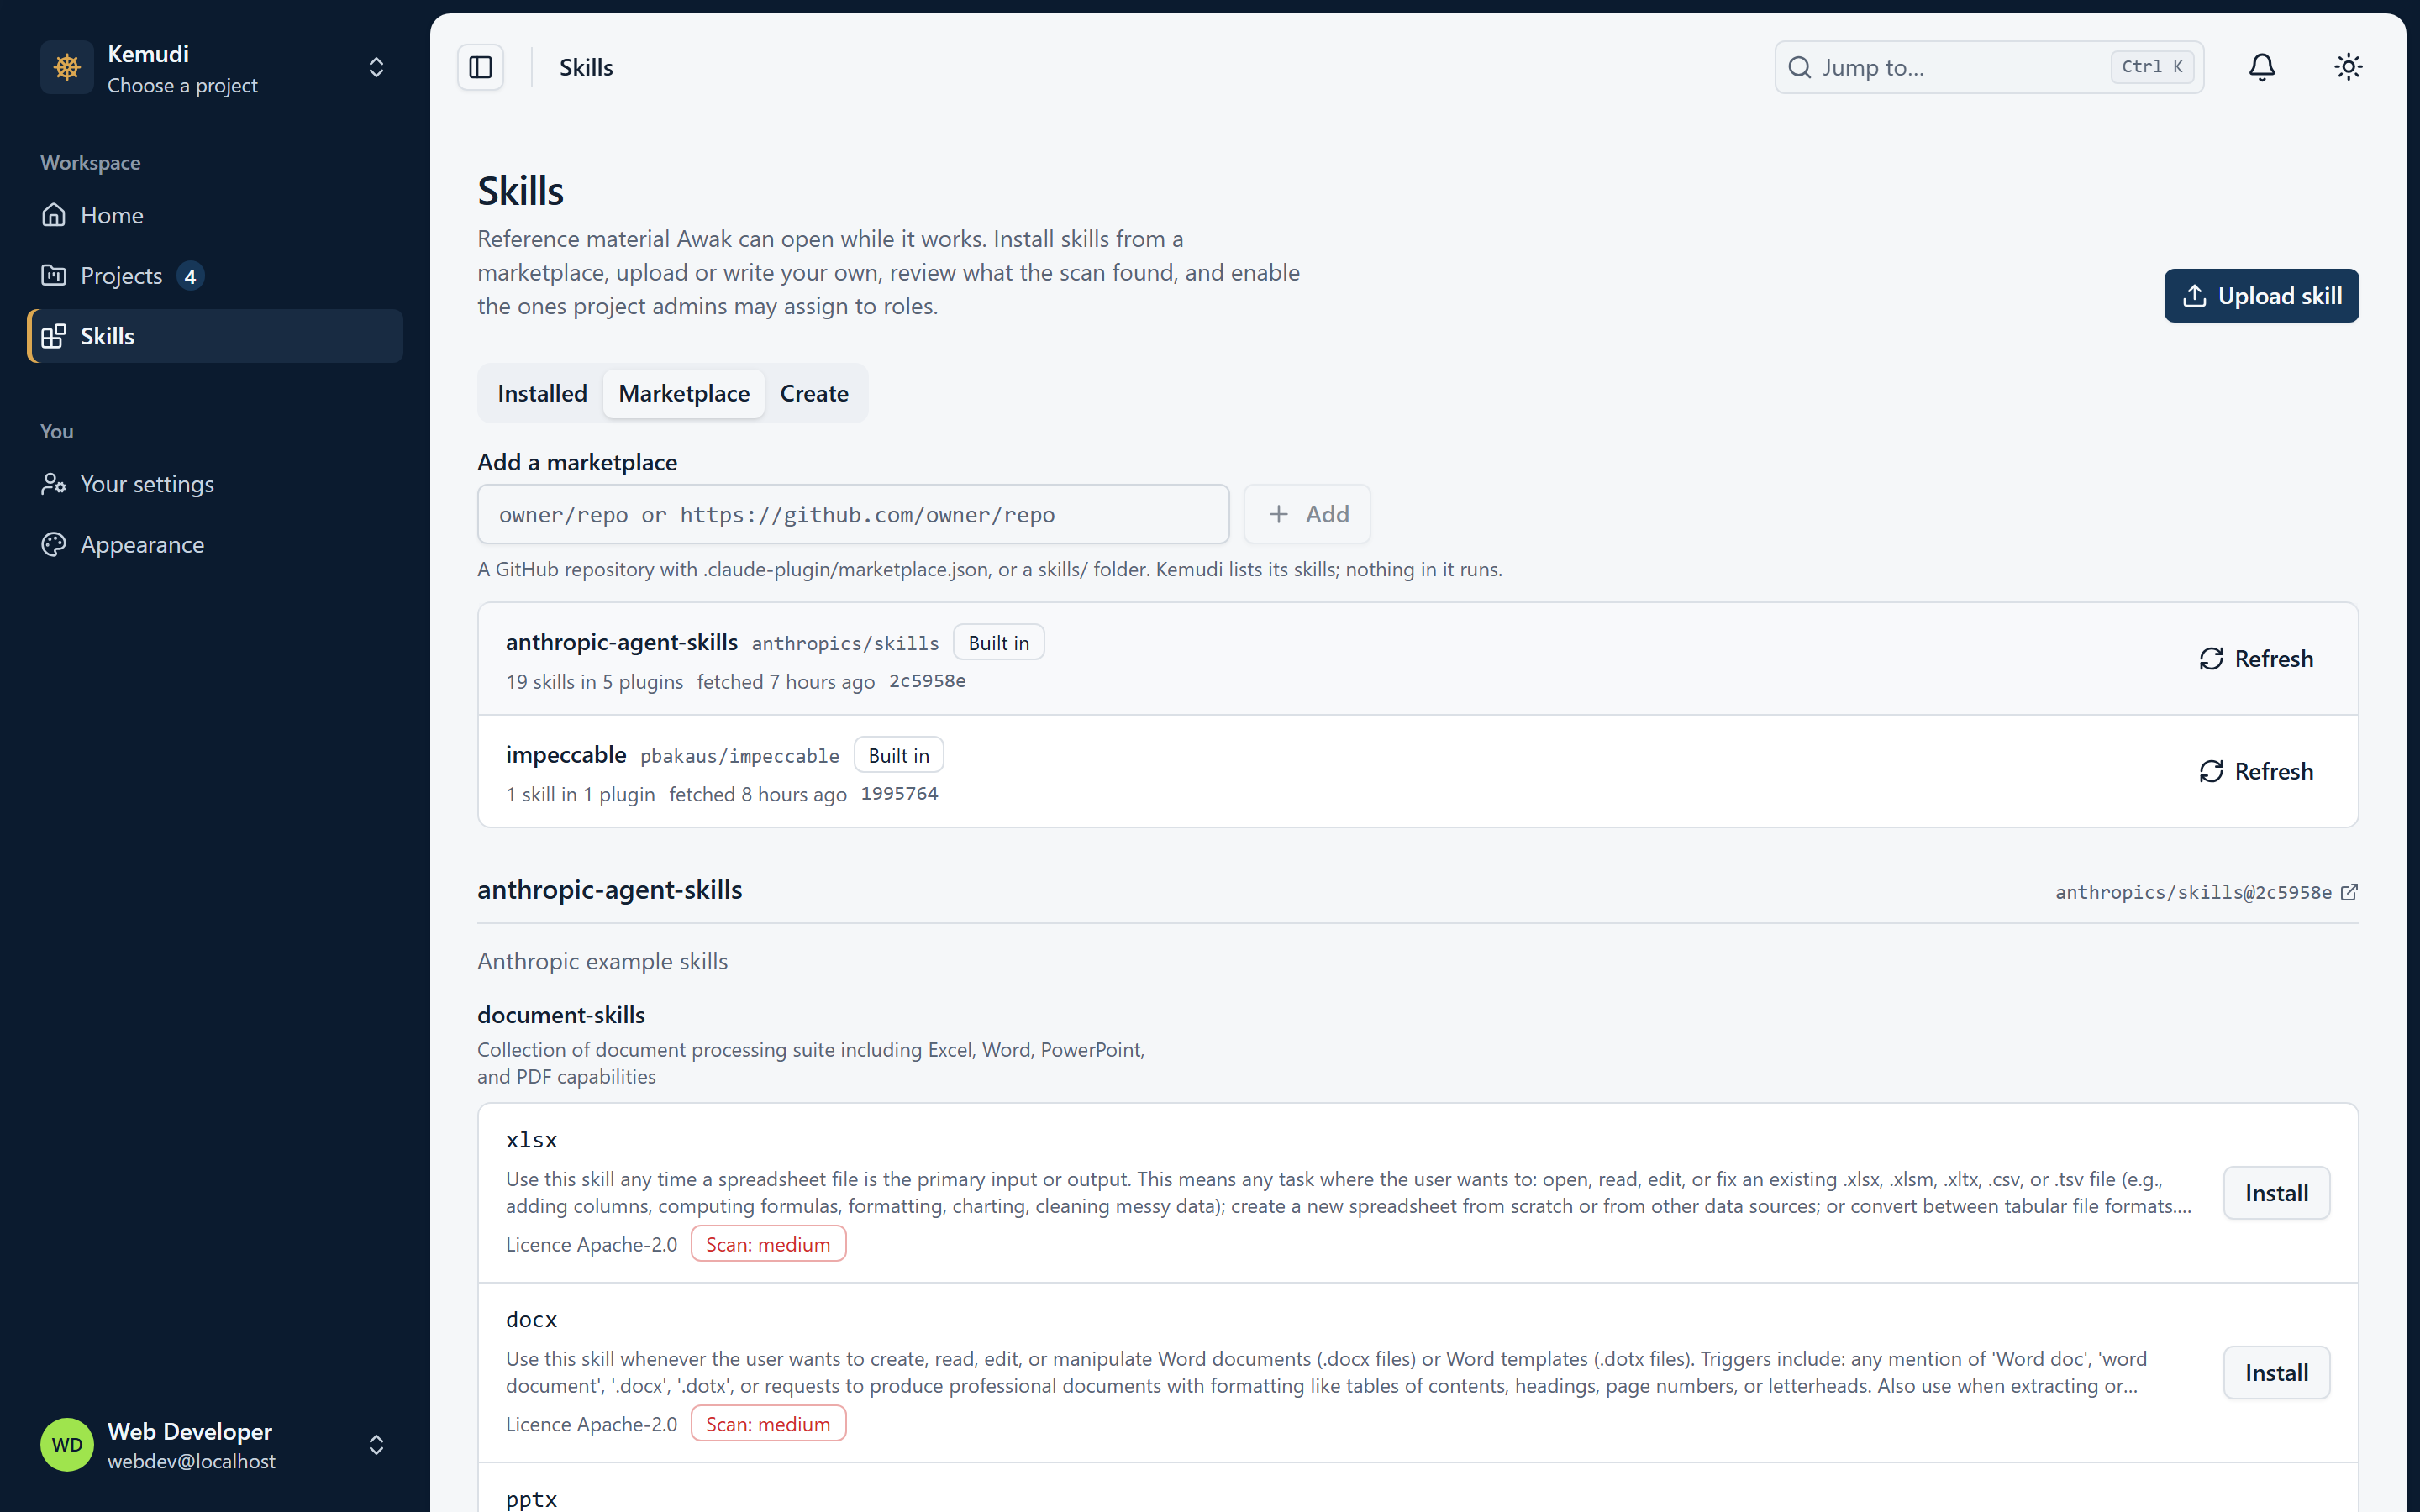 Kemudi
Choose a project
Workspace
Home
Projects 4
Skills
You
Your settings
Appearance
WD
Web Developer
webdev@localhost
Skills
Jump to...
Ctrl K
Skills
Reference material Awak can open while it works. Install skills from a
marketplace, upload or write your own, review what the scan found, and enable
the ones project admins may assign to roles.
Upload skill
Installed
Marketplace
Create
Add a marketplace
owner/repo or https://github.com/owner/repo
Add
A GitHub repository with .claude-plugin/marketplace.json, or a skills/ folder. Kemudi lists its skills; nothing in it runs.
anthropic-agent-skills anthropics/skills Built in
19 skills in 5 plugins fetched 7 hours ago 2c5958e
Refresh
impeccable pbakaus/impeccable Built in
1 skill in 1 plugin fetched 8 hours ago 1995764
Refresh
anthropic-agent-skills
anthropics/skills@2c5958e
Anthropic example skills
document-skills
Collection of document processing suite including Excel, Word, PowerPoint,
and PDF capabilities
xlsx
Use this skill any time a spreadsheet file is the primary input or output. This means any task where the user wants to: open, read, edit, or fix an existing .xlsx, .xlsm, .xltx, .csv, or .tsv file (e.g.,
adding columns, computing formulas, formatting, charting, cleaning messy data); create a new spreadsheet from scratch or from other data sources; or convert between tabular file formats....
Licence Apache-2.0 Scan: medium
Install
docx
Use this skill whenever the user wants to create, read, edit, or manipulate Word documents (.docx files) or Word templates (.dotx files). Triggers include: any mention of 'Word doc', 'word
document', '.docx', '.dotx', or requests to produce professional documents with formatting like tables of contents, headings, page numbers, or letterheads. Also use when extracting or...
Licence Apache-2.0 Scan: medium
Install
pptx